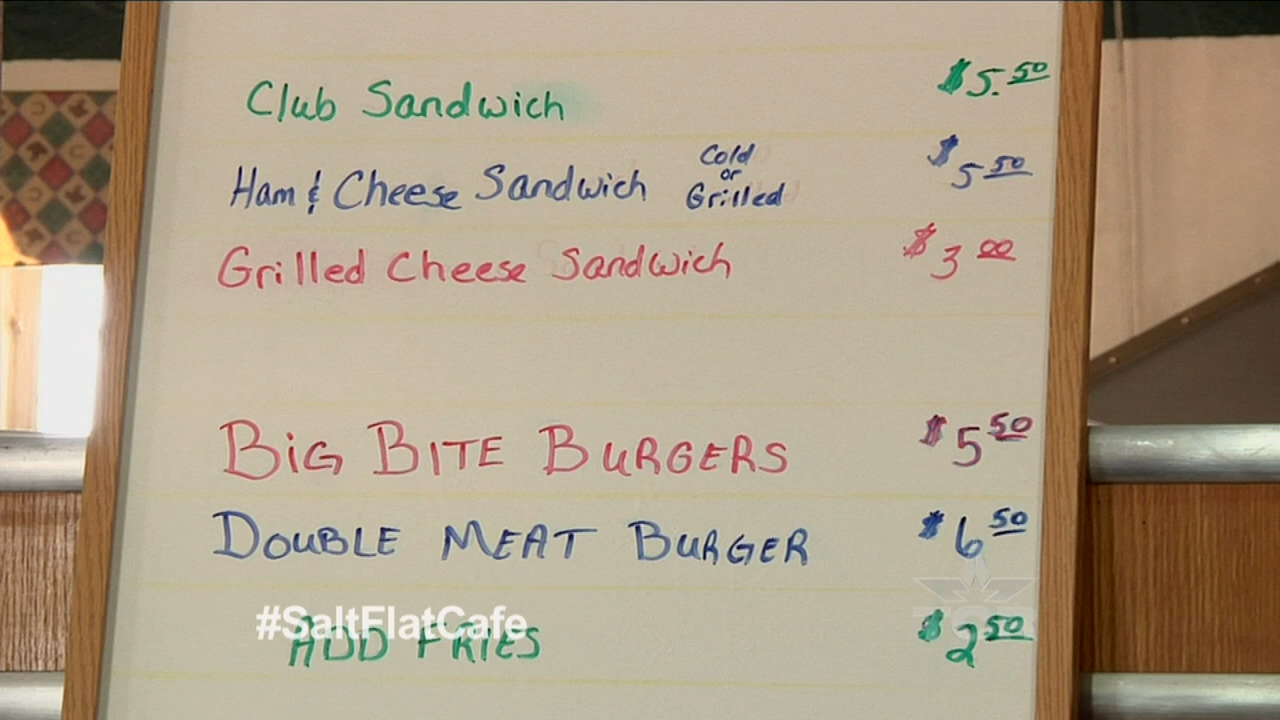 Club Sandwich $5.50
Ham & Cheese Sandwich Cold or Grilled $5 50
Grilled Cheese Sandwich $3 00
BiG BITE BURGERS $5 50
DOUBLE MEAT BURGER $6 50
#SaltFlatCafe
ADD FRIES $2 50